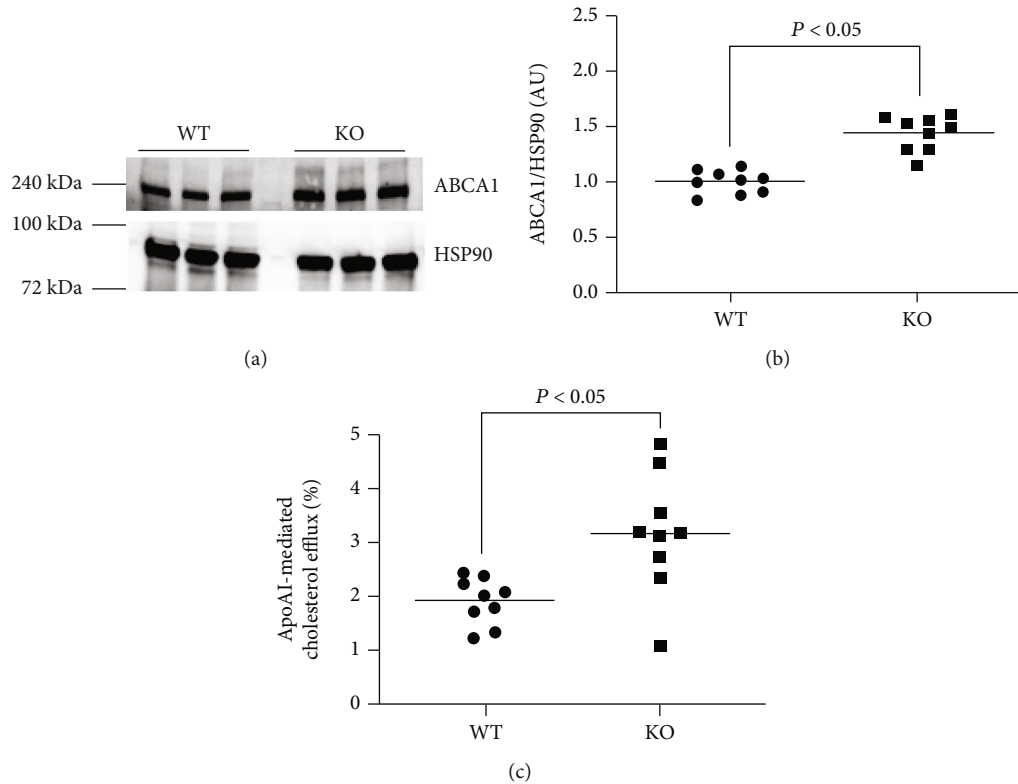 WT KO
240 kDa
ABCA1
100 kDa
HSP90
72 kDa
(a)
P < 0.05
ABCA1/HSP90 (AU)
2.5
2.0
1.5
1.0
0.5
0.0
WT KO
(b)
P < 0.05
ApoAI-mediated
cholesterol efflux (%)
5
4
3
2
1
0
WT KO
(c)